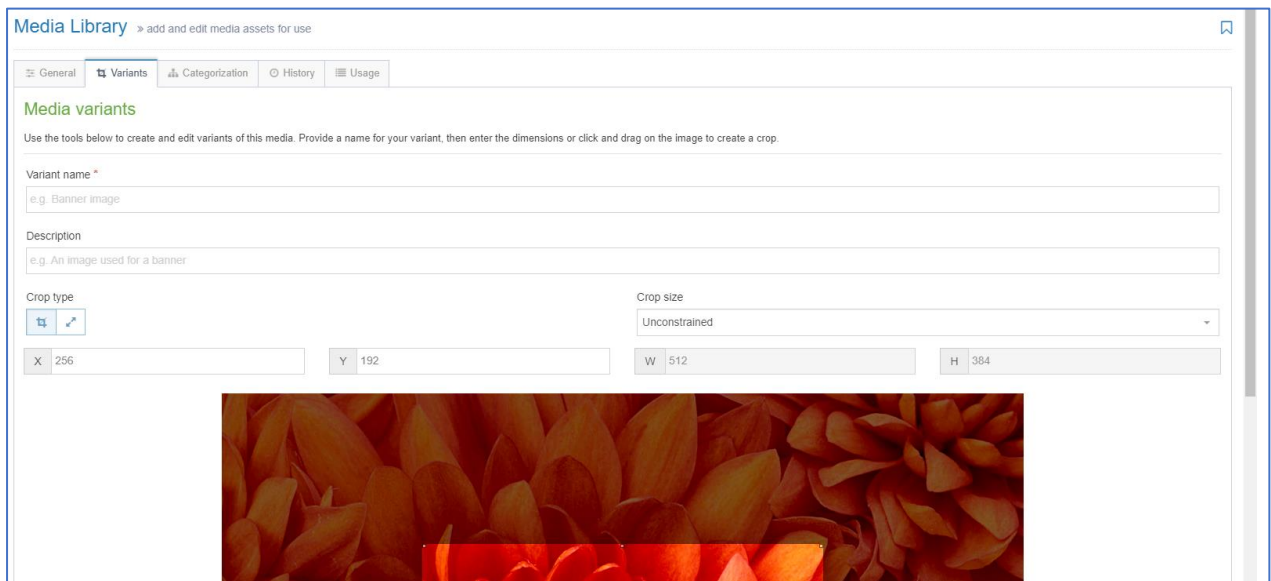 Media Library » add and edit media assets for use
General Variants Categorization History Usage
Media variants
Use the tools below to create and edit variants of this media. Provide a name for your variant, then enter the dimensions or click and drag on the image to create a crop.
Variant name *
e.g. Banner image
Description
e.g. An image used for a banner
Crop type Crop size
Unconstrained
X 256 Y 192 W 512 H 384